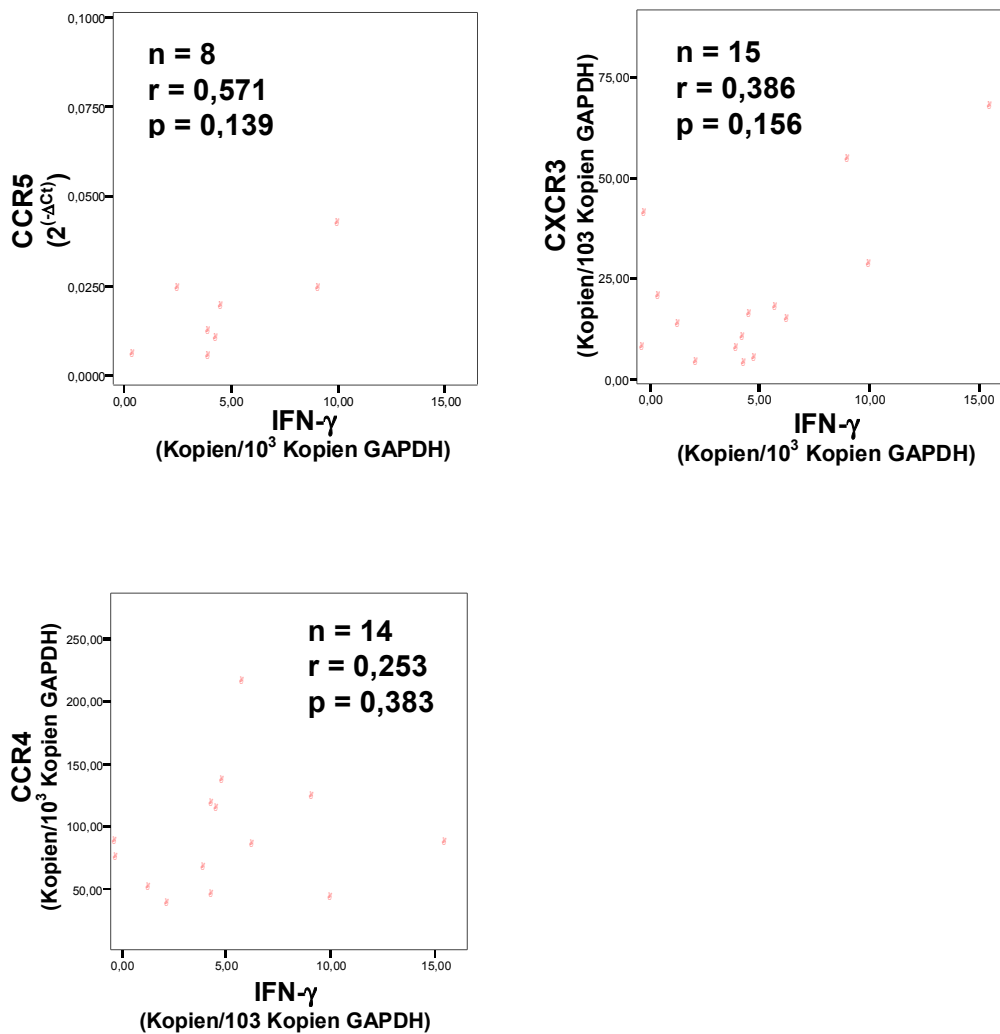 n = 8
r = 0,571
p = 0,139
CCR5
(2^(-ΔCt))
0,1000
0,0750
0,0500
0,0250
0,0000
0,00 5,00 10,00 15,00
IFN-γ
(Kopien/10³ Kopien GAPDH)
n = 15
r = 0,386
p = 0,156
CXCR3
(Kopien/103 Kopien GAPDH)
75,00
50,00
25,00
0,00
0,00 5,00 10,00 15,00
IFN-γ
(Kopien/10³ Kopien GAPDH)
n = 14
r = 0,253
p = 0,383
CCR4
(Kopien/10³ Kopien GAPDH)
250,00
200,00
150,00
100,00
50,00
0,00 5,00 10,00 15,00
IFN-γ
(Kopien/103 Kopien GAPDH)